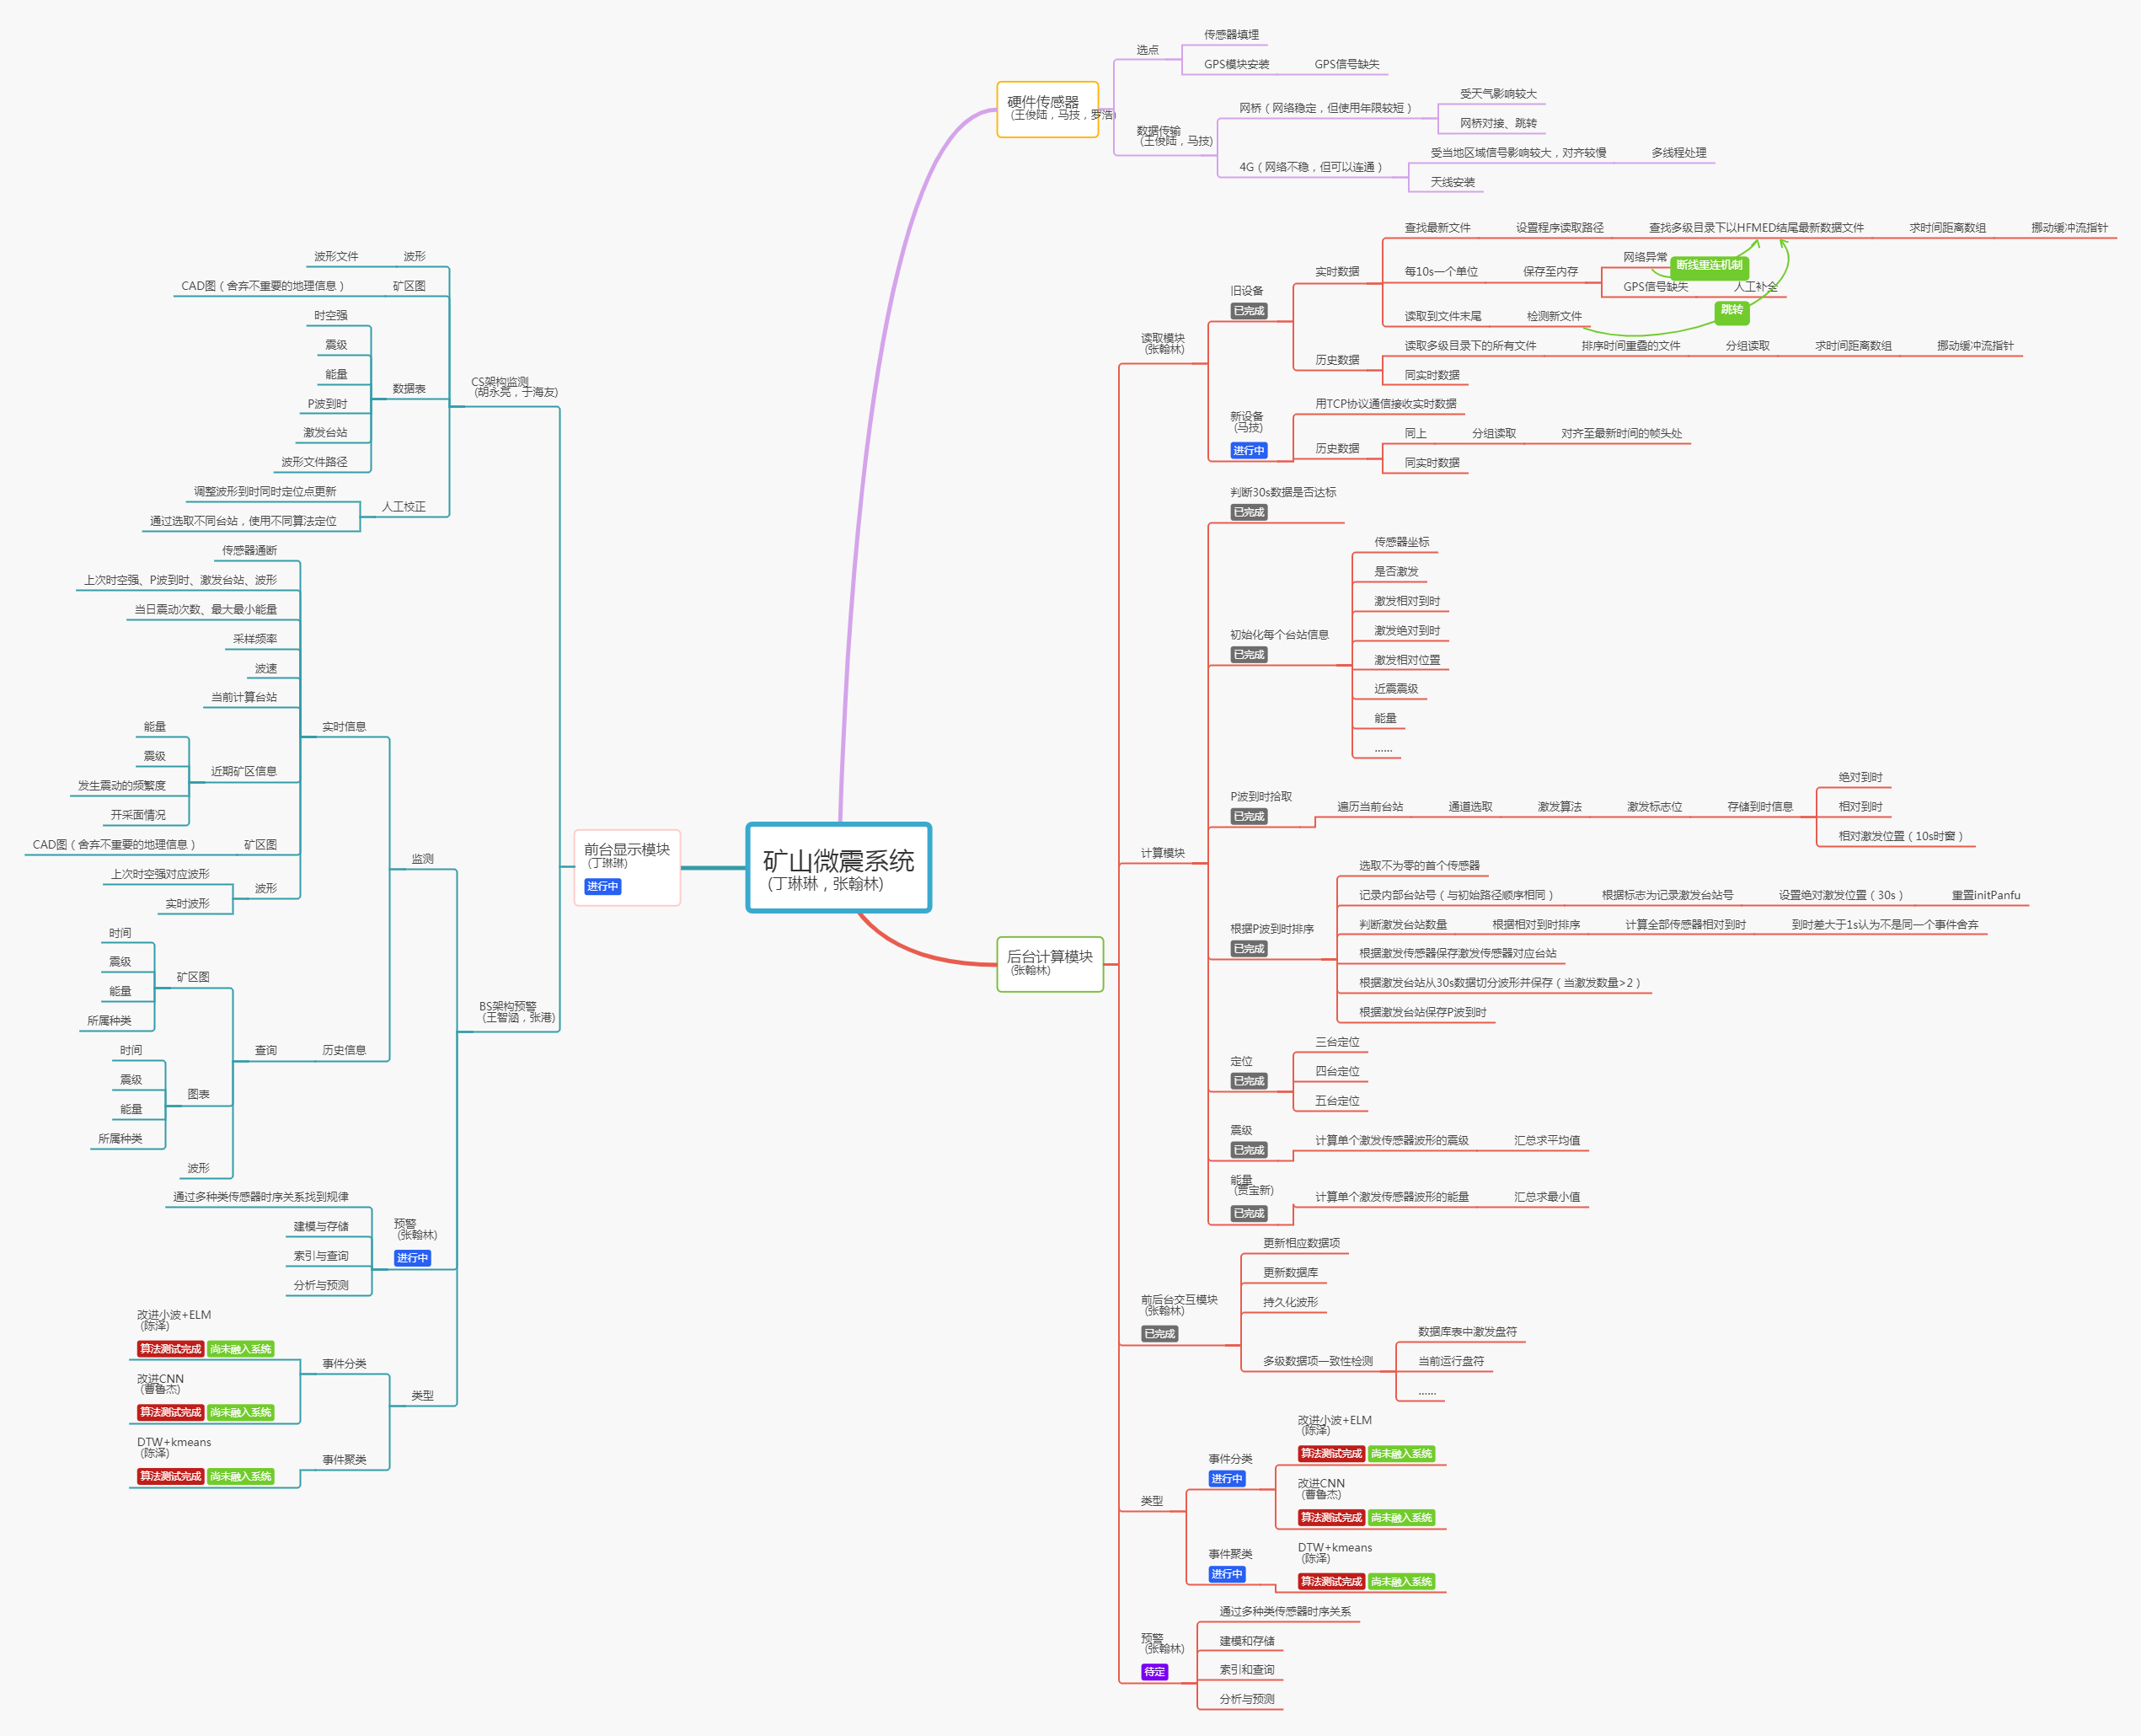 矿山微震系统
(丁琳琳，张翰林)
硬件传感器
(王俊陆，马技，罗浩)
选点
传感器填埋
GPS模块安装
GPS信号缺失
数据传输
(王俊陆，马技)
网桥（网络稳定，但使用年限较短）
受天气影响较大
网桥对接、跳转
4G（网络不稳，但可以连通）
受当地区域信号影响较大，对齐较慢
多线程处理
天线安装
后台计算模块
(张翰林)
读取模块
(张翰林)
旧设备
已完成
实时数据
查找最新文件
设置程序读取路径
查找多级目录下以HFMED结尾最新数据文件
求时间距离数组
挪动缓冲流指针
每10s一个单位
保存至内存
网络异常
断线重连机制
GPS信号缺失
人工补全
跳转
读取到文件末尾
检测新文件
历史数据
读取多级目录下的所有文件
排序时间重叠的文件
分组读取
求时间距离数组
挪动缓冲流指针
同实时数据
新设备
(马技)
进行中
用TCP协议通信接收实时数据
历史数据
同上
分组读取
对齐至最新时间的帧头处
同实时数据
计算模块
判断30s数据是否达标
已完成
初始化每个台站信息
已完成
传感器坐标
是否激发
激发相对到时
激发绝对到时
激发相对位置
近震震级
能量
......
P波到时拾取
已完成
遍历当前台站
通道选取
激发算法
激发标志位
存储到时信息
绝对到时
相对到时
相对激发位置（10s时窗）
根据P波到时排序
已完成
选取不为零的首个传感器
记录内部台站号（与初始路径顺序相同）
根据标志为记录激发台站号
设置绝对激发位置（30s）
重置initPanfu
判断激发台站数量
根据相对到时排序
计算全部传感器相对到时
到时差大于1s认为不是同一个事件舍弃
根据激发传感器保存激发传感器对应台站
根据激发台站从30s数据切分波形并保存（当激发数量>2）
根据激发台站保存P波到时
定位
已完成
三台定位
四台定位
五台定位
震级
已完成
计算单个激发传感器波形的震级
汇总求平均值
能量
(贾宝新)
已完成
计算单个激发传感器波形的能量
汇总求最小值
前后台交互模块
(张翰林)
已完成
更新相应数据项
更新数据库
持久化波形
多级数据项一致性检测
数据库表中激发盘符
当前运行盘符
......
类型
事件分类
进行中
改进小波+ELM
(陈泽)
算法测试完成 尚未融入系统
改进CNN
(曹鲁杰)
算法测试完成 尚未融入系统
事件聚类
进行中
DTW+kmeans
(陈泽)
算法测试完成 尚未融入系统
预警
(张翰林)
待定
通过多种类传感器时序关系
建模和存储
索引和查询
分析与预测
前台显示模块
(丁琳琳)
进行中
CS架构监测
(胡永亮，于海友)
波形
波形文件
矿区图
CAD图（舍弃不重要的地理信息）
数据表
时空强
震级
能量
P波到时
激发台站
波形文件路径
人工校正
调整波形到时同时定位点更新
通过选取不同台站，使用不同算法定位
BS架构预警
(王智涵，张港)
监测
实时信息
传感器通断
上次时空强、P波到时、激发台站、波形
当日震动次数、最大最小能量
采样频率
波速
当前计算台站
近期矿区信息
能量
震级
发生震动的频繁度
开采面情况
矿区图
CAD图（舍弃不重要的地理信息）
波形
上次时空强对应波形
实时波形
历史信息
查询
矿区图
时间
震级
能量
所属种类
图表
时间
震级
能量
所属种类
波形
预警
(张翰林)
进行中
通过多种类传感器时序关系找到规律
建模与存储
索引与查询
分析与预测
类型
事件分类
改进小波+ELM
(陈泽)
算法测试完成 尚未融入系统
改进CNN
(曹鲁杰)
算法测试完成 尚未融入系统
事件聚类
DTW+kmeans
(陈泽)
算法测试完成 尚未融入系统